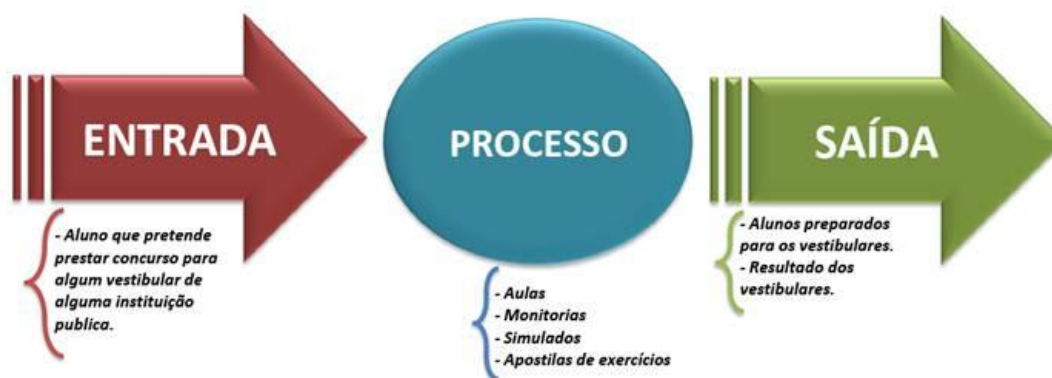 ENTRADA
- Aluno que pretende
prestar concurso para
algum vestibular de
alguma instituição
publica.
PROCESSO
- Aulas
- Monitorias
- Simulados
- Apostilas de exercícios
SAÍDA
- Alunos preparados
para os vestibulares.
- Resultado dos
vestibulares.